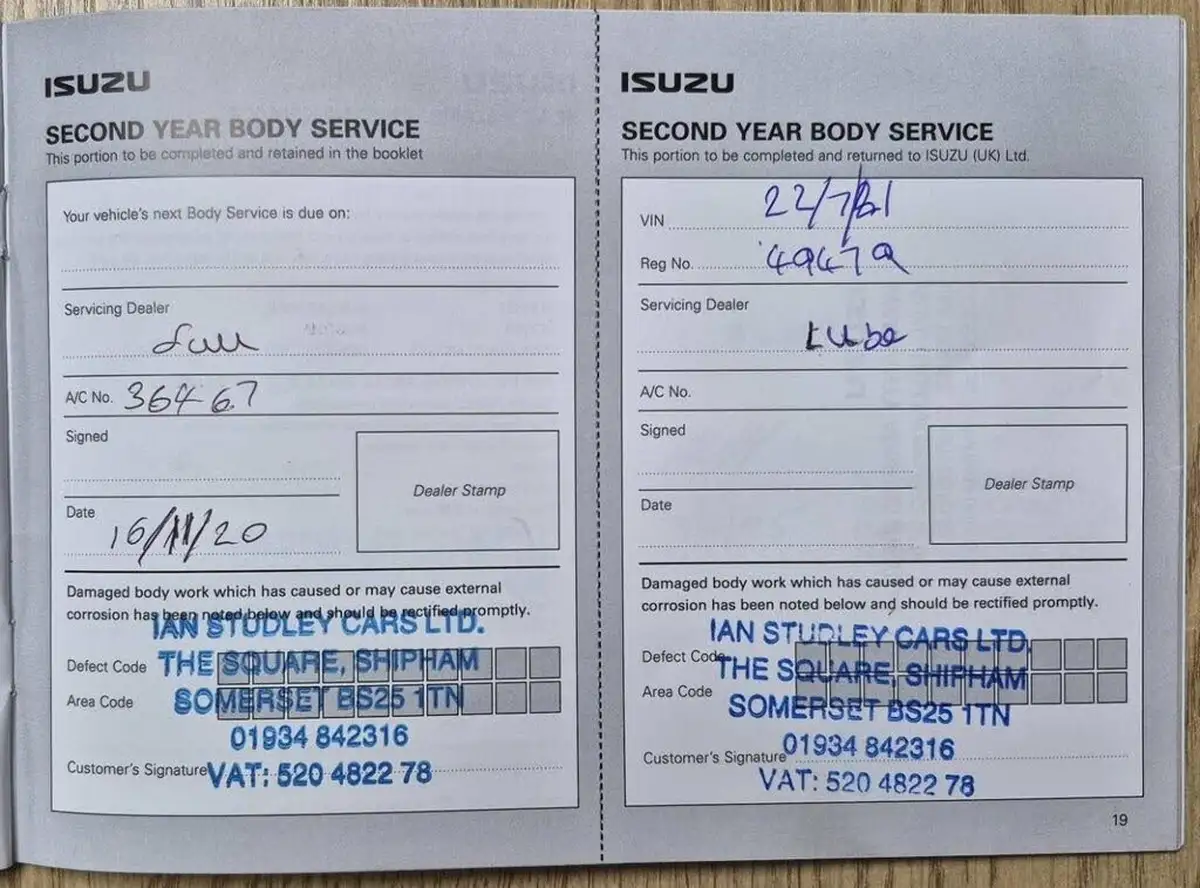 ISUZU
SECOND YEAR BODY SERVICE
This portion to be completed and retained in the booklet
Your vehicle's next Body Service is due on:
Servicing Dealer
Full
A/C No. 36467
Signed
Dealer Stamp
Date
16/11/20
Damaged body work which has caused or may cause external
corrosion has been noted below and should be rectified promptly.
IAN STUDLEY CARS LTD.
Defect Code THE SQUARE, SHIPHAM
Area Code SOMERSET BS25 1TN
01934 842316
Customer's Signature VAT: 520 4822 78
ISUZU
SECOND YEAR BODY SERVICE
This portion to be completed and returned to ISUZU (UK) Ltd.
VIN 22/7/21
Reg No.
Servicing Dealer
Lube
A/C No.
Signed
Dealer Stamp
Date
Damaged body work which has caused or may cause external
corrosion has been noted below and should be rectified promptly.
IAN STUDLEY CARS LTD.
Defect Code THE SQUARE, SHIPHAM
Area Code SOMERSET BS25 1TN
Customer's Signature 01934 842316
VAT: 520 4822 78
19